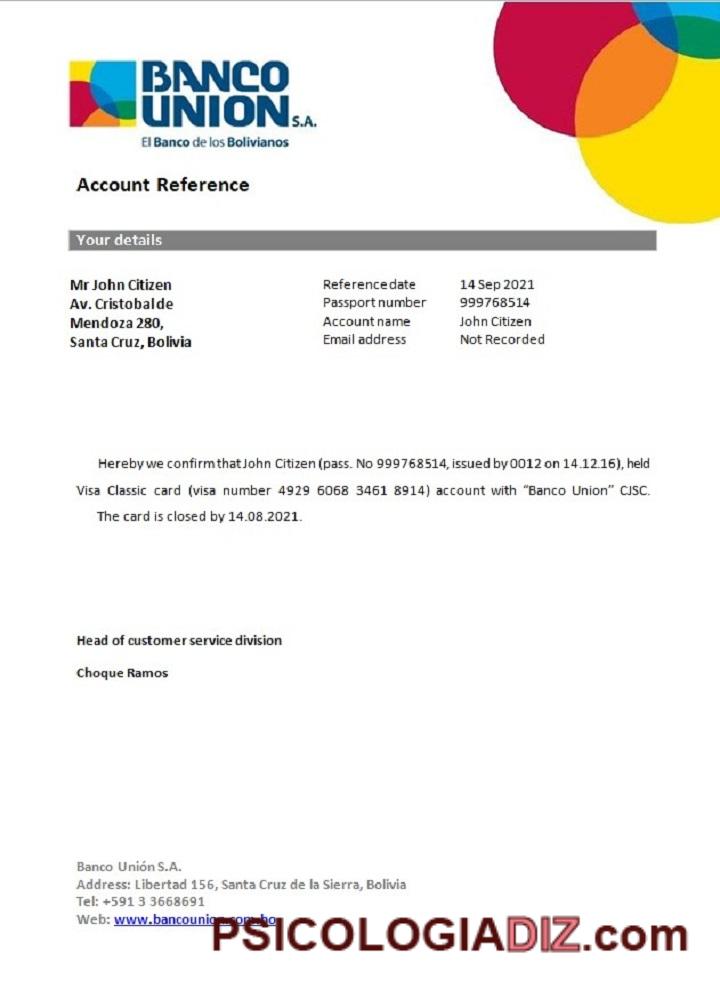 BANCO
UNION S.A.
El Banco de los Bolivianos
Account Reference
Your details
Mr John Citizen
Av. Cristobal de
Mendoza 280,
Santa Cruz, Bolivia
Reference date 14 Sep 2021
Passport number 999768514
Account name John Citizen
Email address Not Recorded
Hereby we confirm that John Citizen (pass. No 999768514, issued by 0012 on 14.12.16), held
Visa Classic card (visa number 4929 6068 3461 8914) account with “Banco Union” CJSC.
The card is closed by 14.08.2021.
Head of customer service division
Choque Ramos
Banco Unión S.A.
Address: Libertad 156, Santa Cruz de la Sierra, Bolivia
Tel: +591 3 3668691
Web: www.bancounion.com.bo
PSICOLOGIADIZ.com